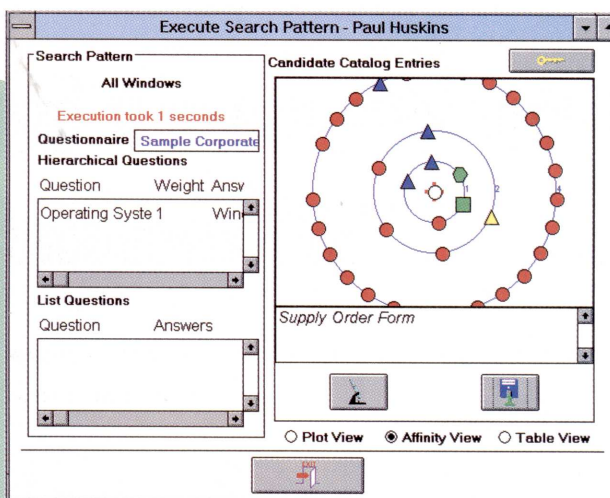 Execute Search Pattern - Paul Huskins
Search Pattern
All Windows
Execution took 1 seconds
Questionnaire Sample Corporate
Hierarchical Questions
Question Weight Answ
Operating Syste 1 Win
List Questions
Question Answers
Candidate Catalog Entries
1 2 4
Supply Order Form
Plot View Affinity View Table View
EXIT